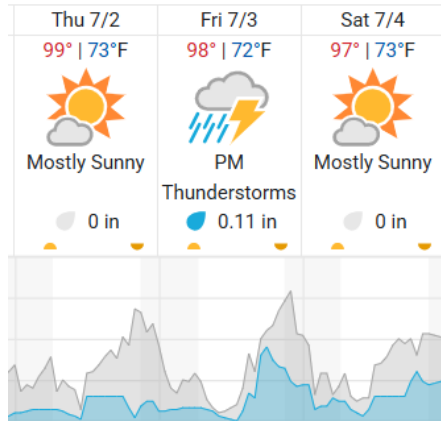 Thu 7/2
Fri 7/3
Sat 7/4
99° | 73°F
98° | 72°F
97° | 73°F
Mostly Sunny
PM
Thunderstorms
Mostly Sunny
0 in
0.11 in
0 in